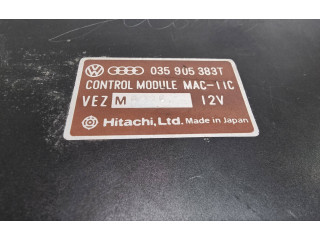 035 905 383T
CONTROL MODULE MAC-11C
VEZ M 12V
Hitachi, Ltd. Made in Japan